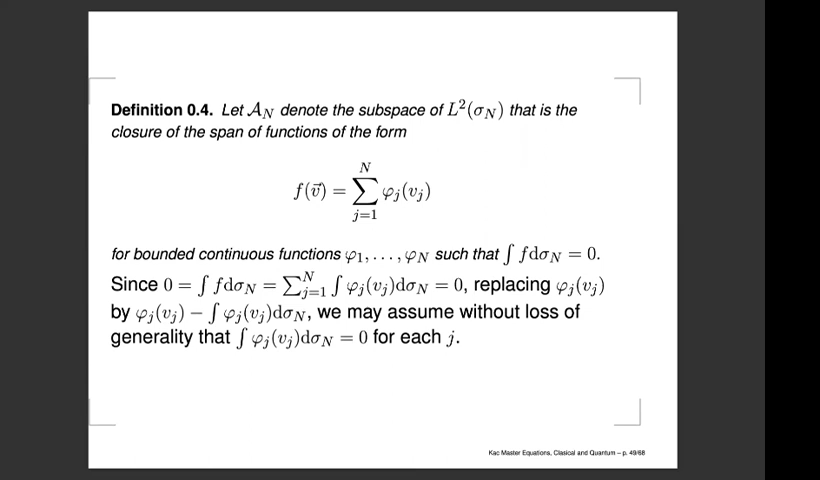 Definition 0.4. Let 𝒜_N denote the subspace of L²(σ_N) that is the
closure of the span of functions of the form
f(v⃗) = ∑_{j=1}^{N} φ_j(v_j)
for bounded continuous functions φ_1, . . . , φ_N such that ∫ fdσ_N = 0.
Since 0 = ∫ fdσ_N = ∑_{j=1}^{N} ∫ φ_j(v_j)dσ_N = 0, replacing φ_j(v_j)
by φ_j(v_j) − ∫ φ_j(v_j)dσ_N, we may assume without loss of
generality that ∫ φ_j(v_j)dσ_N = 0 for each j.
Kac Master Equations, Clasical and Quantum – p. 49/68